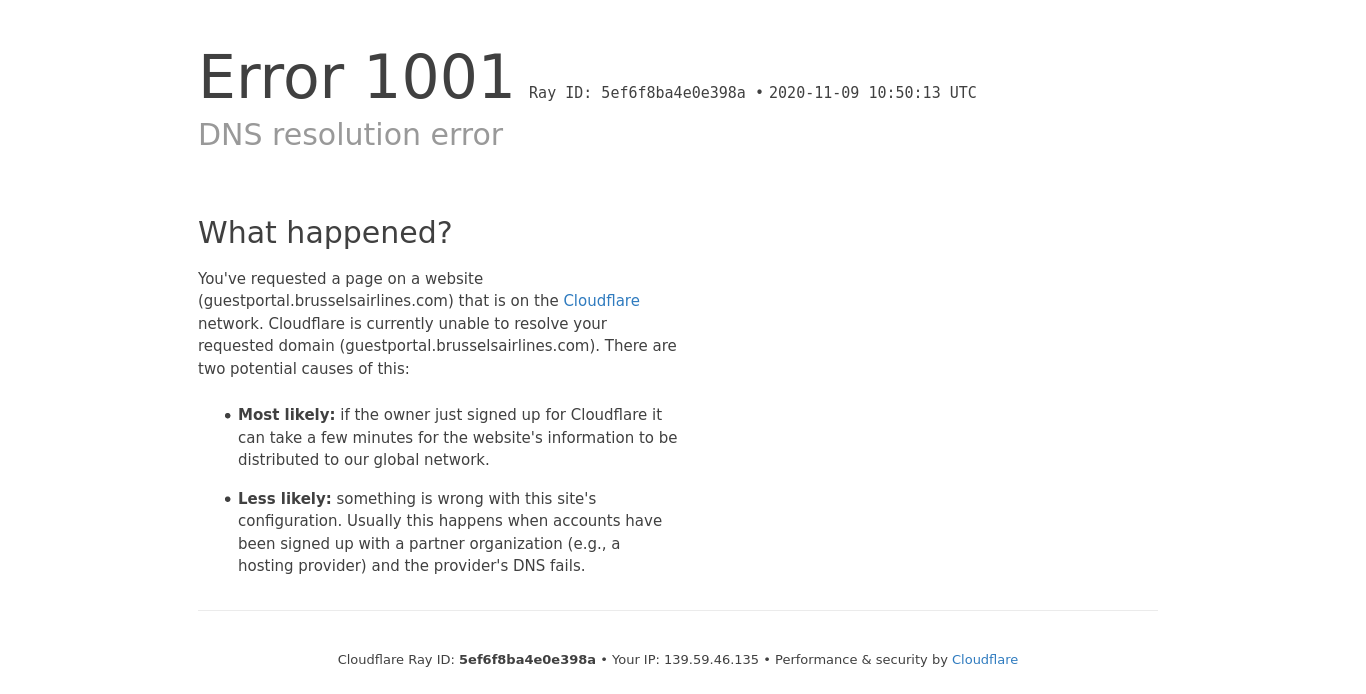 Error 1001 Ray ID: 5ef6f8ba4e0e398a • 2020-11-09 10:50:13 UTC
DNS resolution error
What happened?
You've requested a page on a website
(guestportal.brusselsairlines.com) that is on the Cloudflare
network. Cloudflare is currently unable to resolve your
requested domain (guestportal.brusselsairlines.com). There are
two potential causes of this:
• Most likely: if the owner just signed up for Cloudflare it
can take a few minutes for the website's information to be
distributed to our global network.
• Less likely: something is wrong with this site's
configuration. Usually this happens when accounts have
been signed up with a partner organization (e.g., a
hosting provider) and the provider's DNS fails.
Cloudflare Ray ID: 5ef6f8ba4e0e398a • Your IP: 139.59.46.135 • Performance & security by Cloudflare